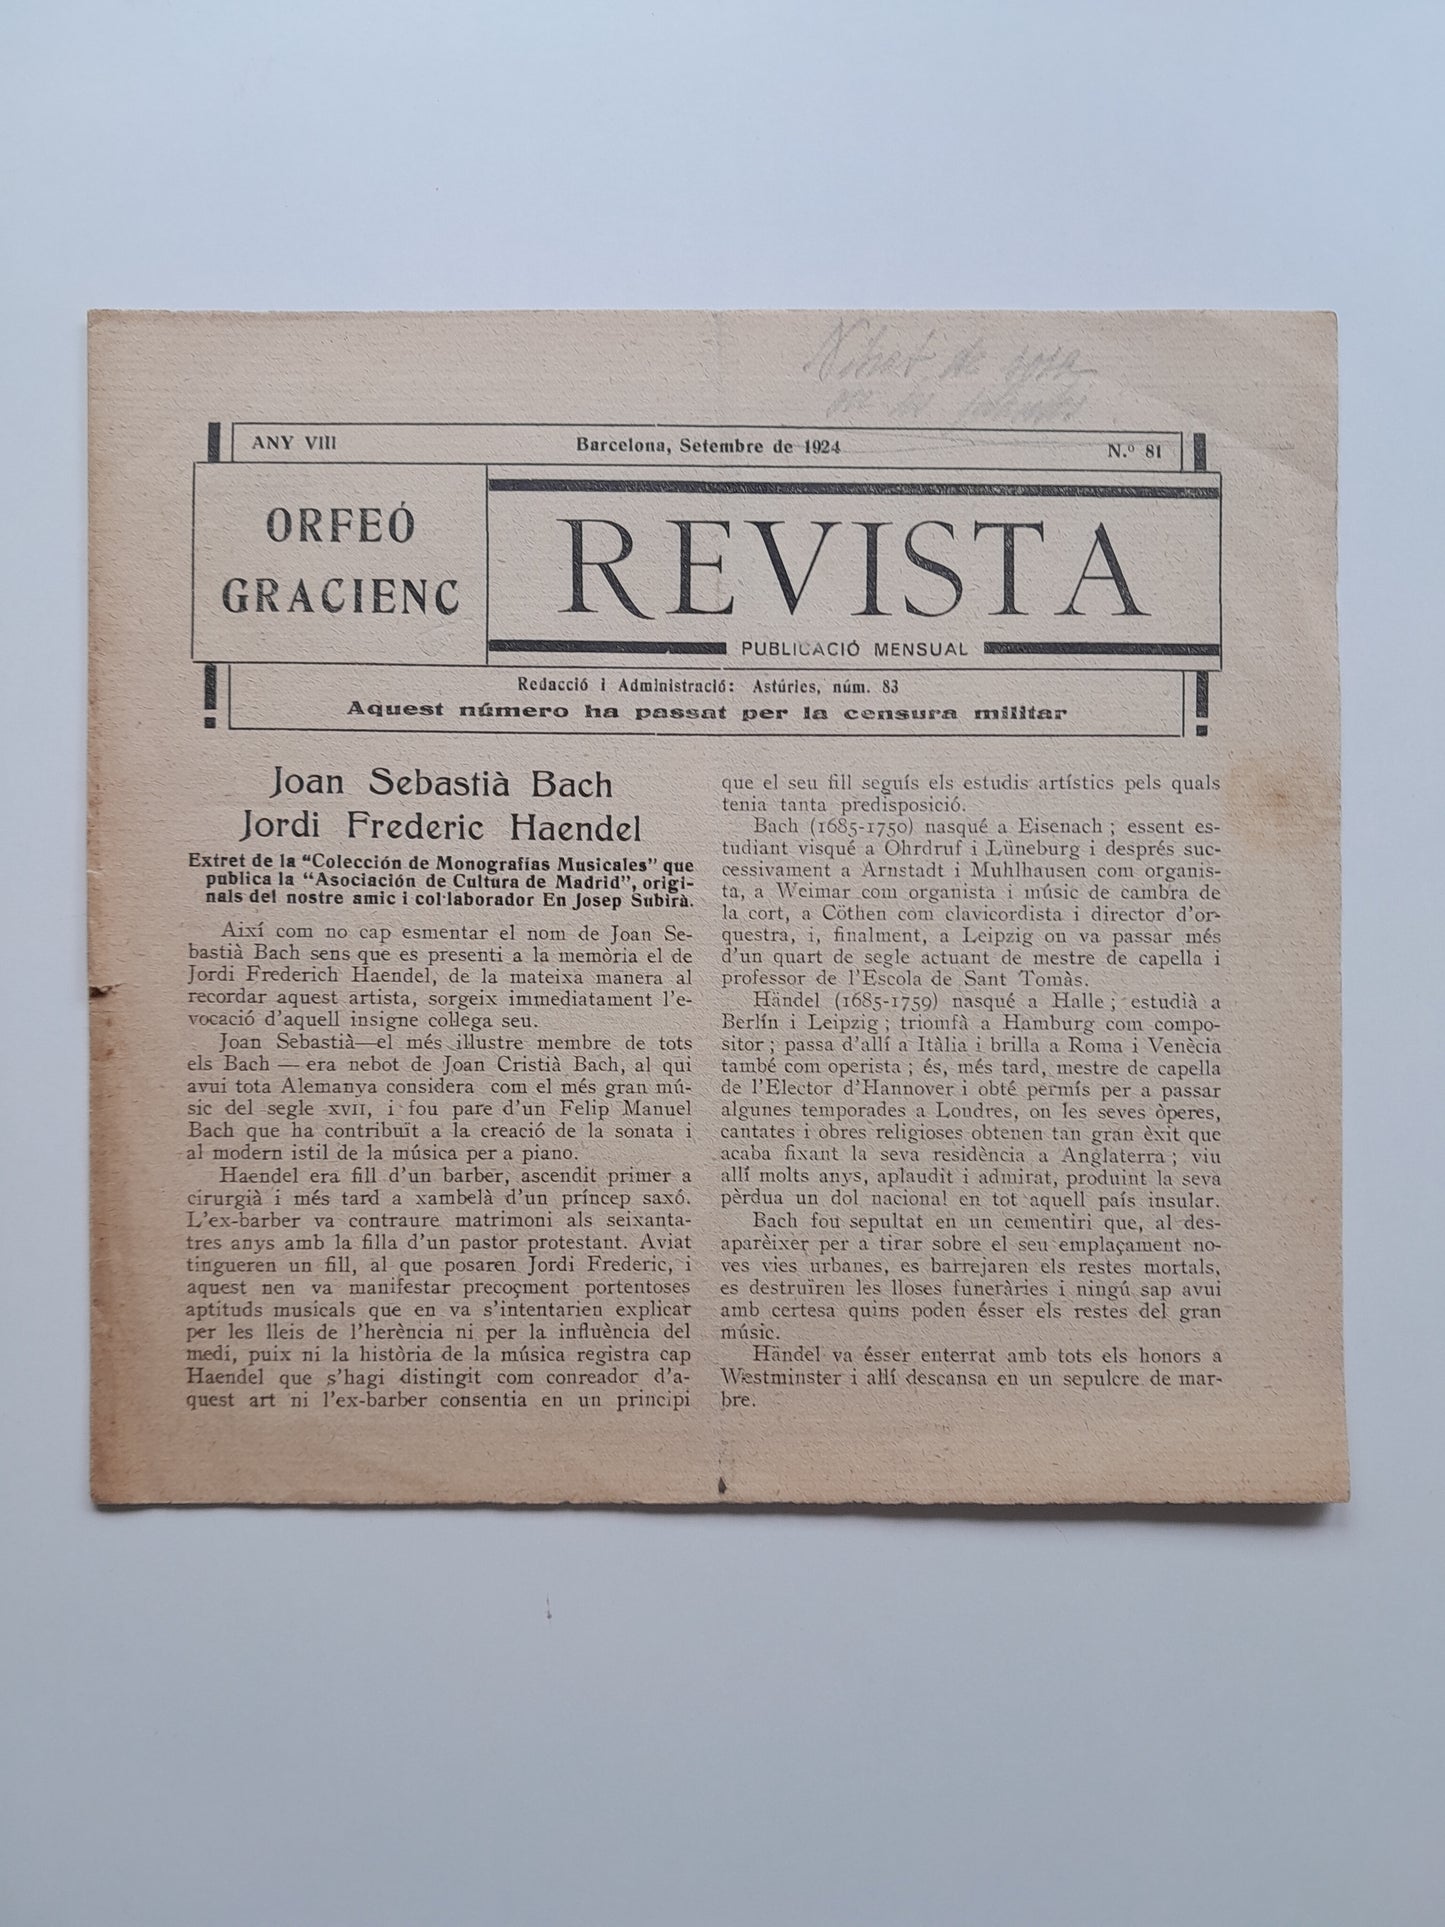 ANY VIII Barcelona, Setembre de 1924 N.º 81
ORFEÓ
GRACIENC
REVISTA
PUBLICACIÓ MENSUAL
Redacció i Administració: Astúries, núm. 83
Aquest número ha passat per la censura militar
Joan Sebastià Bach
Jordi Frederic Haendel
Extret de la "Colección de Monografías Musicales" que
publica la "Asociación de Cultura de Madrid", origi-
nals del nostre amic i col·laborador En Josep Subirà.
Així com no cap esmentar el nom de Joan Se-
bastià Bach sens que es presenti a la memòria el de
Jordi Frederich Haendel, de la mateixa manera al
recordar aquest artista, sorgeix immediatament l'e-
vocació d'aquell insigne collega seu.
Joan Sebastià—el més illustre membre de tots
els Bach — era nebot de Joan Cristià Bach, al qui
avui tota Alemanya considera com el més gran mú-
sic del segle XVII, i fou pare d'un Felip Manuel
Bach que ha contribuït a la creació de la sonata i
al modern istil de la música per a piano.
Haendel era fill d'un barber, ascendit primer a
cirurgià i més tard a xambelà d'un príncep saxó.
L'ex-barber va contraure matrimoni als seixanta-
tres anys amb la filla d'un pastor protestant. Aviat
tingueren un fill, al que posaren Jordi Frederic, i
aquest nen va manifestar precoçment portentoses
aptituds musicals que en va s'intentarien explicar
per les lleis de l'herència ni per la influència del
medi, puix ni la història de la música registra cap
Haendel que s'hagi distingit com conreador d'a-
quest art ni l'ex-barber consentia en un principi
que el seu fill seguís els estudis artístics pels quals
tenia tanta predisposició.
Bach (1685-1750) nasqué a Eisenach ; essent es-
tudiant visqué a Ohrdruf i Lüneburg i després suc-
cessivament a Arnstadt i Muhlhausen com organis-
ta, a Weimar com organista i músic de cambra de
la cort, a Cöthen com clavicordista i director d'or-
questra, i, finalment, a Leipzig on va passar més
d'un quart de segle actuant de mestre de capella i
professor de l'Escola de Sant Tomàs.
Händel (1685-1759) nasqué a Halle ; estudià a
Berlín i Leipzig ; triomfà a Hamburg com compo-
sitor ; passa d'allí a Itàlia i brilla a Roma i Venècia
també com operista ; és, més tard, mestre de capella
de l'Elector d'Hannover i obté permís per a passar
algunes temporades a Londres, on les seves òperes,
cantates i obres religioses obtenen tan gran èxit que
acaba fixant la seva residència a Anglaterra ; viu
allí molts anys, aplaudit i admirat, produint la seva
pèrdua un dol nacional en tot aquell país insular.
Bach fou sepultat en un cementiri que, al des-
aparèixer per a tirar sobre el seu emplaçament no-
ves vies urbanes, es barrejaren els restes mortals,
es destruïren les lloses funeràries i ningú sap avui
amb certesa quins poden ésser els restes del gran
músic.
Händel va ésser enterrat amb tots els honors a
Westminster i allí descansa en un sepulcre de mar-
bre.